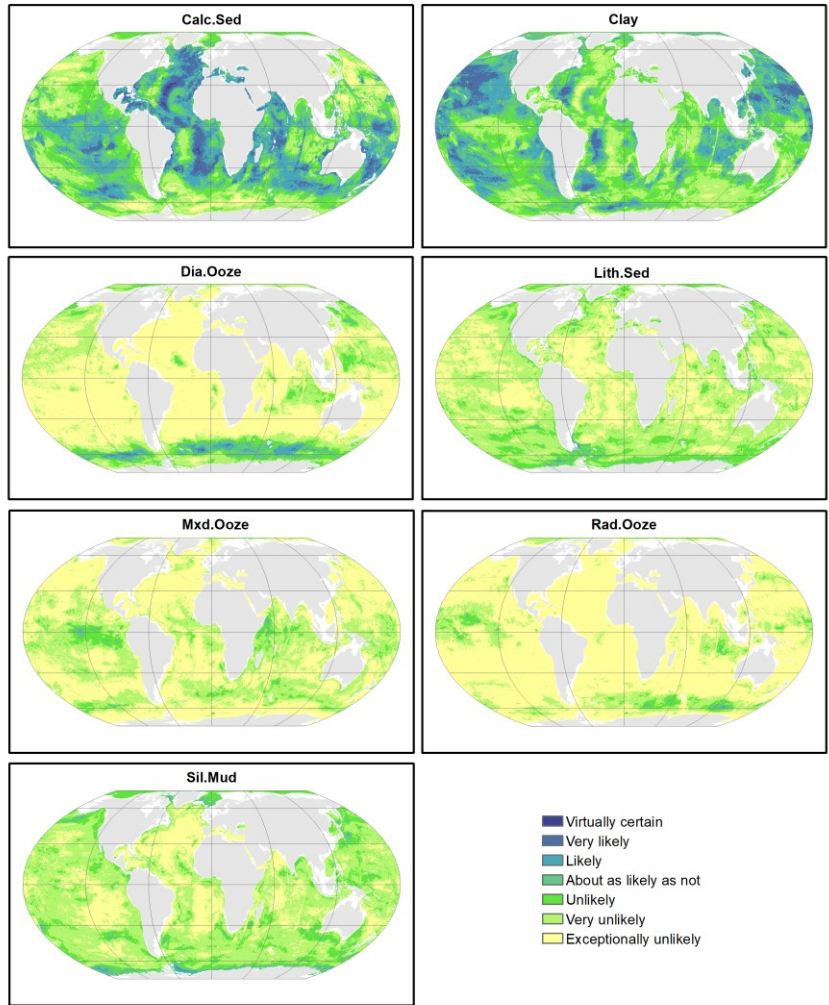 Calc.Sed
Clay
Dia.Ooze
Lith.Sed
Mxd.Ooze
Rad.Ooze
Sil.Mud
Virtually certain
Very likely
Likely
About as likely as not
Unlikely
Very unlikely
Exceptionally unlikely